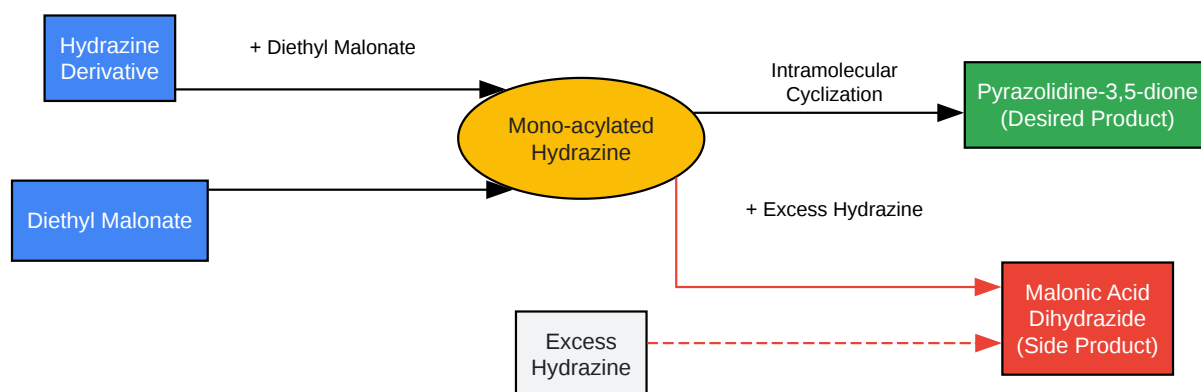 Hydrazine
Derivative
+ Diethyl Malonate
Diethyl Malonate
Mono-acylated
Hydrazine
Intramolecular
Cyclization
Pyrazolidine-3,5-dione
(Desired Product)
+ Excess Hydrazine
Excess
Hydrazine
Malonic Acid
Dihydrazide
(Side Product)